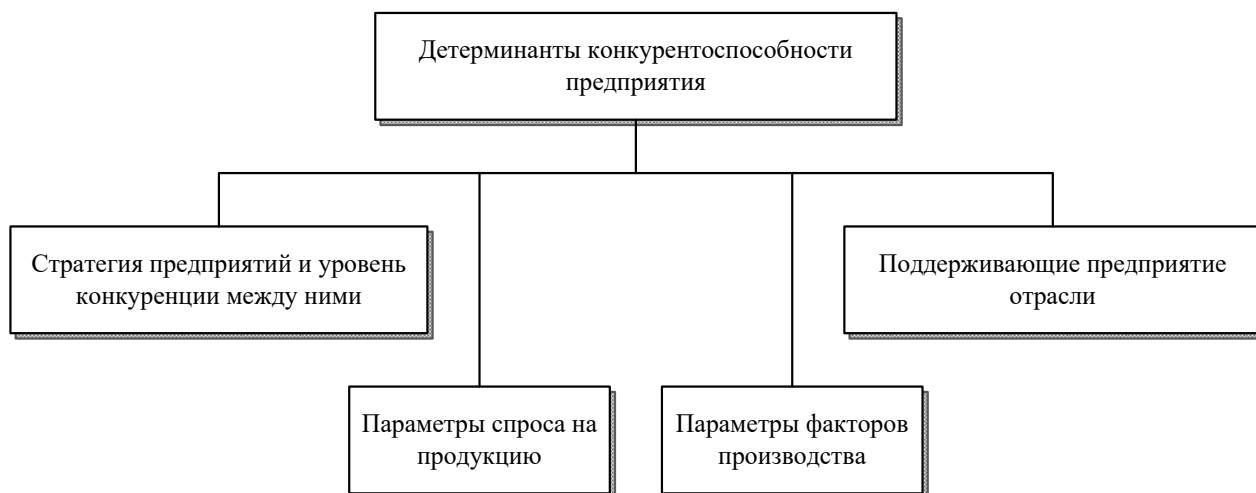 Детерминанты конкурентоспособности
предприятия
Стратегия предприятий и уровень
конкуренции между ними
Поддерживающие предприятие
отрасли
Параметры спроса на
продукцию
Параметры факторов
производства